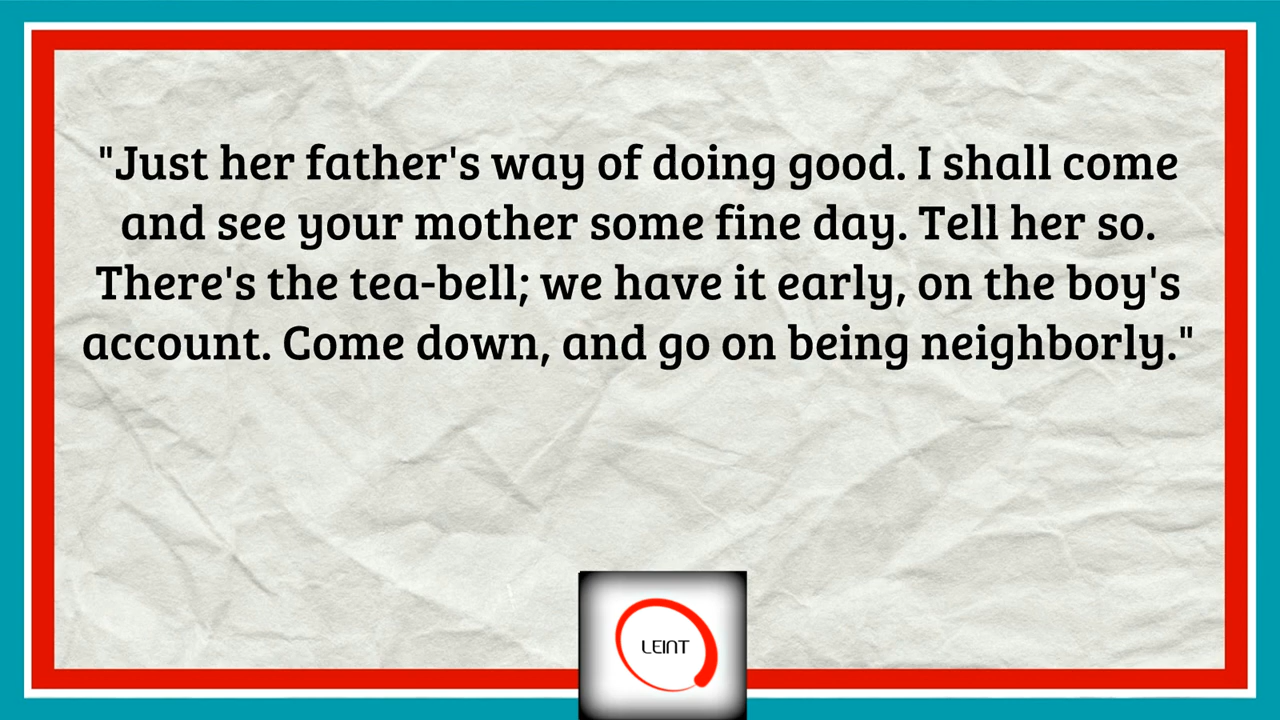 "Just her father's way of doing good. I shall come
and see your mother some fine day. Tell her so.
There's the tea-bell; we have it early, on the boy's
account. Come down, and go on being neighborly."
LEINT